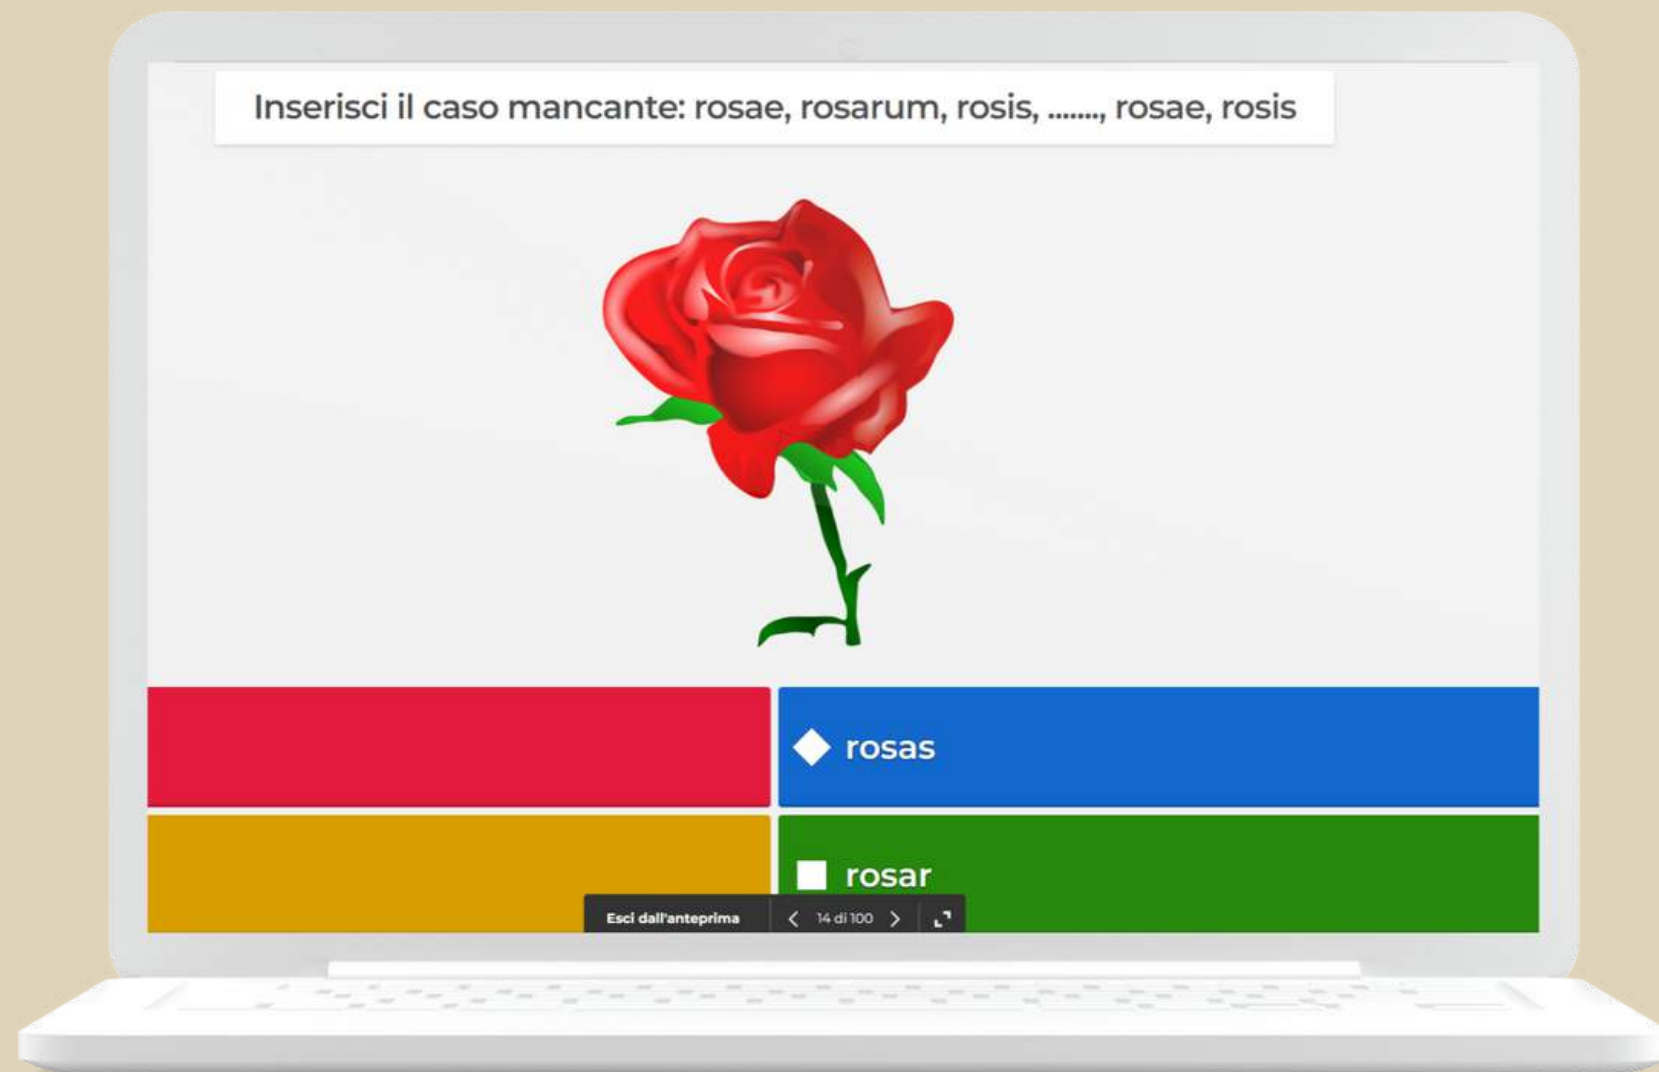 Inserisci il caso mancante: rosae, rosarum, rosis, ......., rosae, rosis
rosas
rosar
Esci dall'anteprima
14 di 100